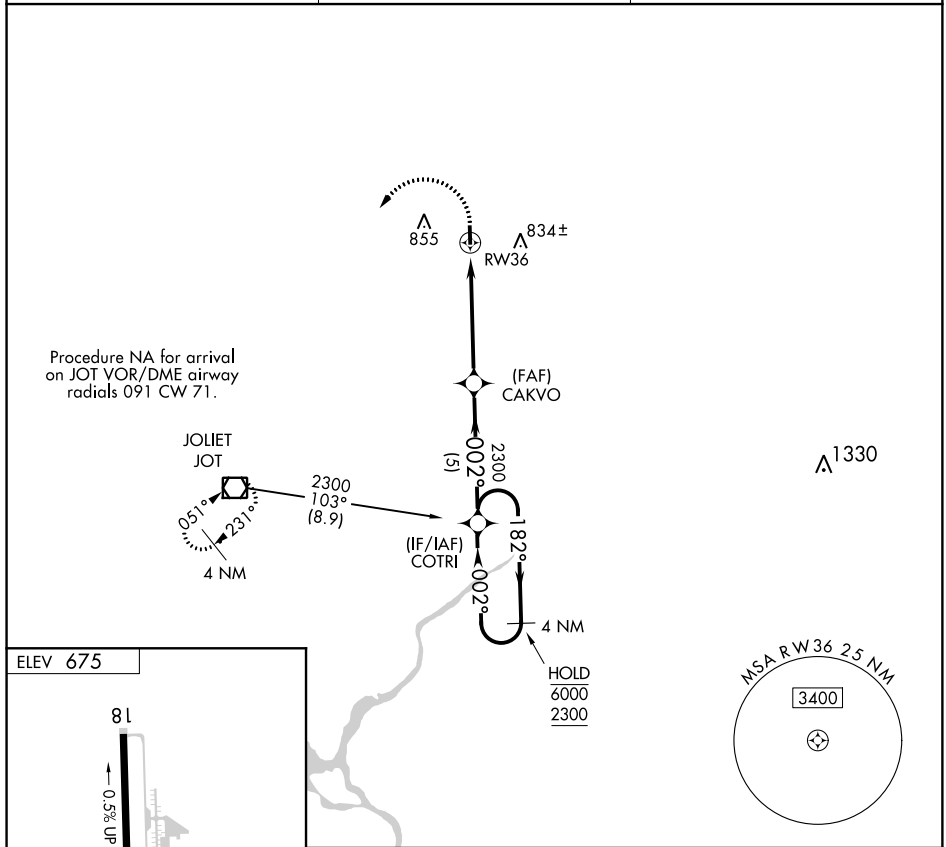 855
834±
RW36
Procedure NA for arrival
on JOT VOR/DME airway
radials 091 CW 71.
(FAF)
CAKVO
JOLIET
JOT
2300
103°
(8.9)
051°
231°
4 NM
2300
002°
(5)
1330
(IF/IAF)
COTRI
182°
002°
4 NM
HOLD
6000
2300
MSA RW36 25 NM
3400
ELEV 675
18
0.5% UP